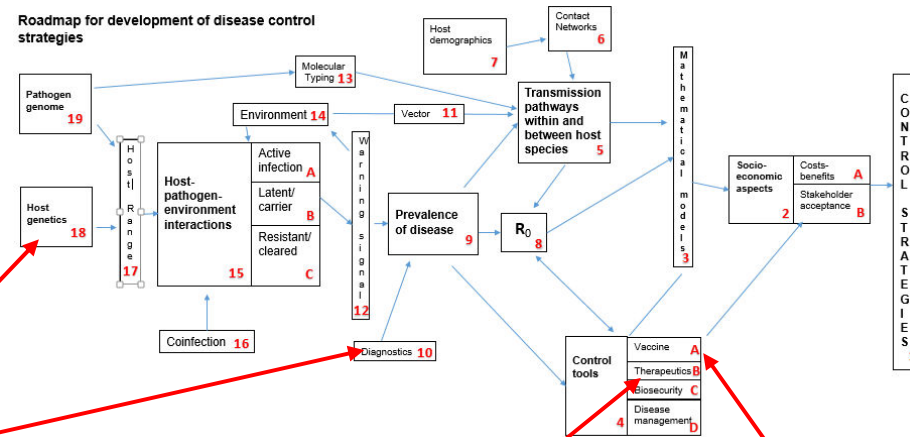 Roadmap for development of disease control
strategies
Host
demographics
7
Contact
Networks
6
Molecular
Typing 13
Pathogen
genome
19
Environment 14
Vector 11
Transmission
pathways
within and
between host
species
5
Mathematical models
3
CONTROL STRATEGIES
Host Range
17
Host-
pathogen-
environment
interactions
15
Active
infection A
Latent/
carrier
B
Resistant/
cleared
C
Warning signal
12
Host
genetics
18
Prevalence
of disease
9
R0
8
Socio-
economic
aspects
2
Costs-
benefits A
Stakeholder
acceptance
B
Coinfection 16
Diagnostics 10
Control
tools
4
Vaccine A
Therapeutics B
Biosecurity C
Disease
management D